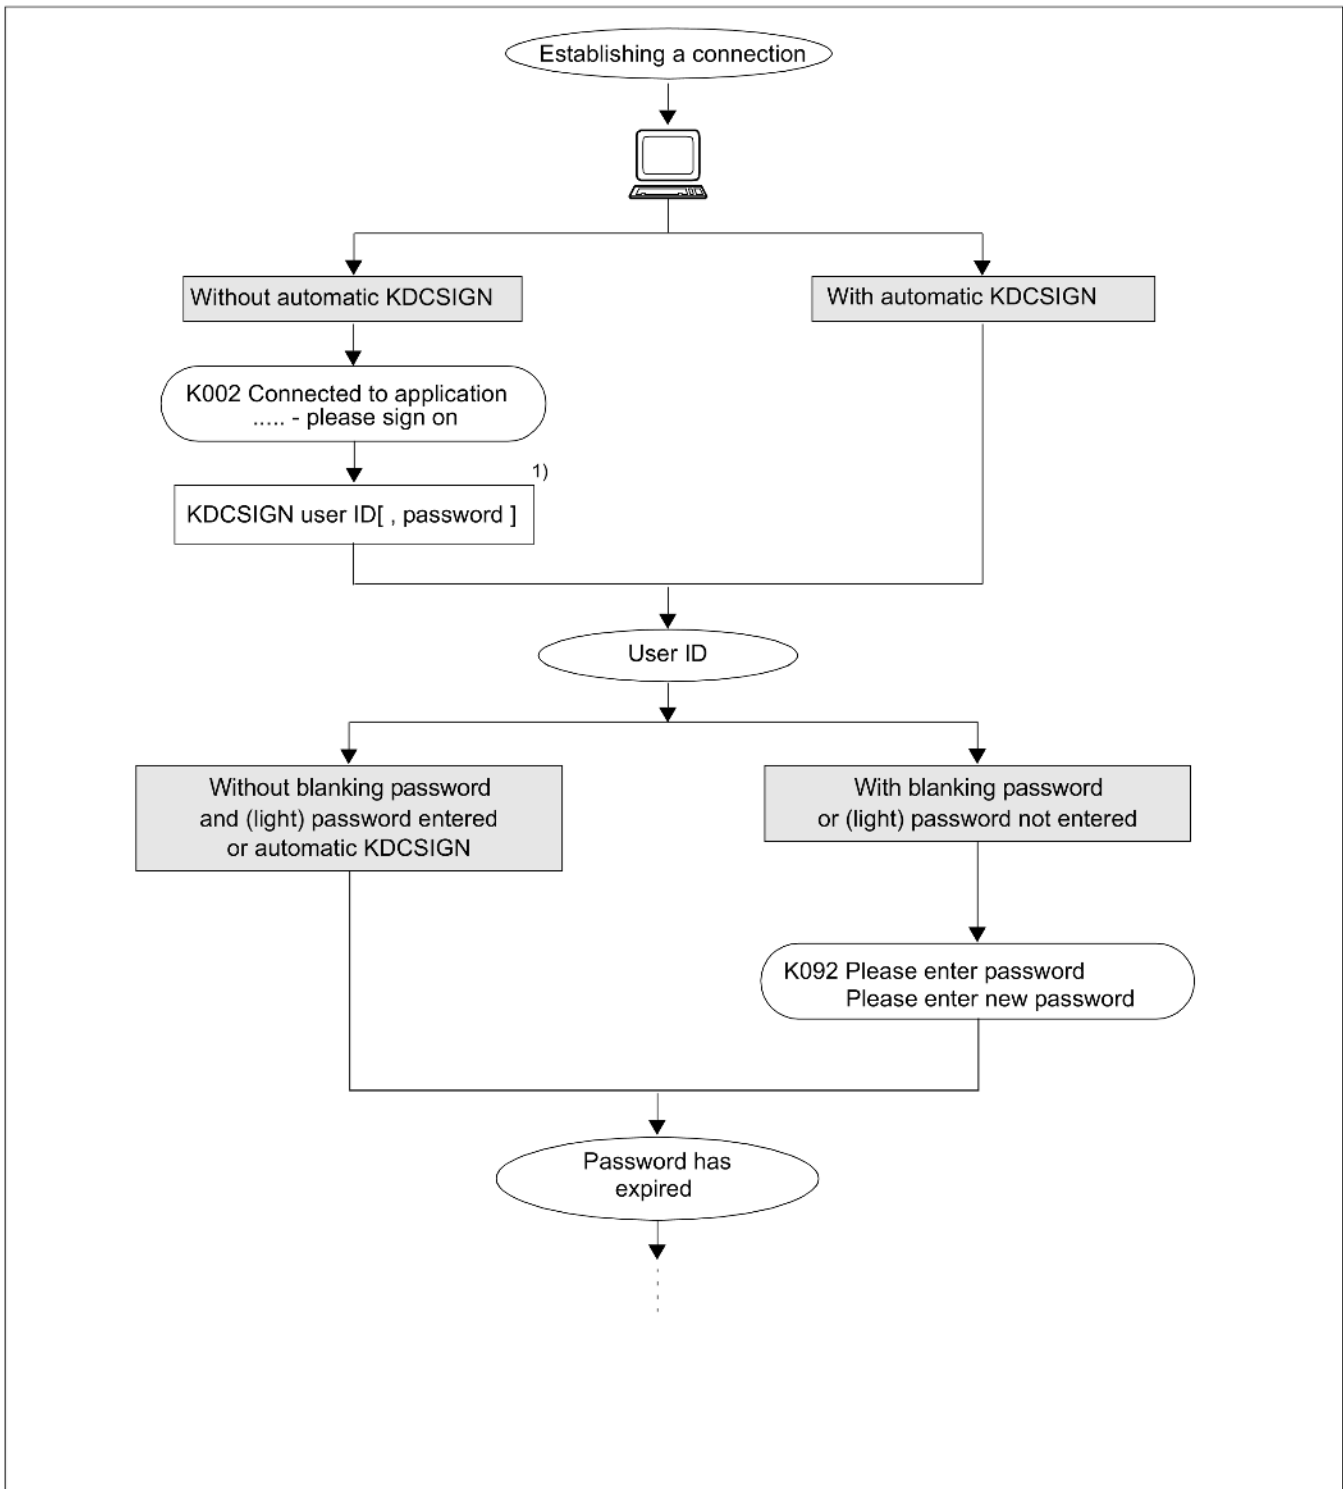 Establishing a connection
Without automatic KDCSIGN
With automatic KDCSIGN
K002 Connected to application
..... - please sign on
1)
KDCSIGN user ID[ , password ]
User ID
Without blanking password
and (light) password entered
or automatic KDCSIGN
With blanking password
or (light) password not entered
K092 Please enter password
Please enter new password
Password has
expired